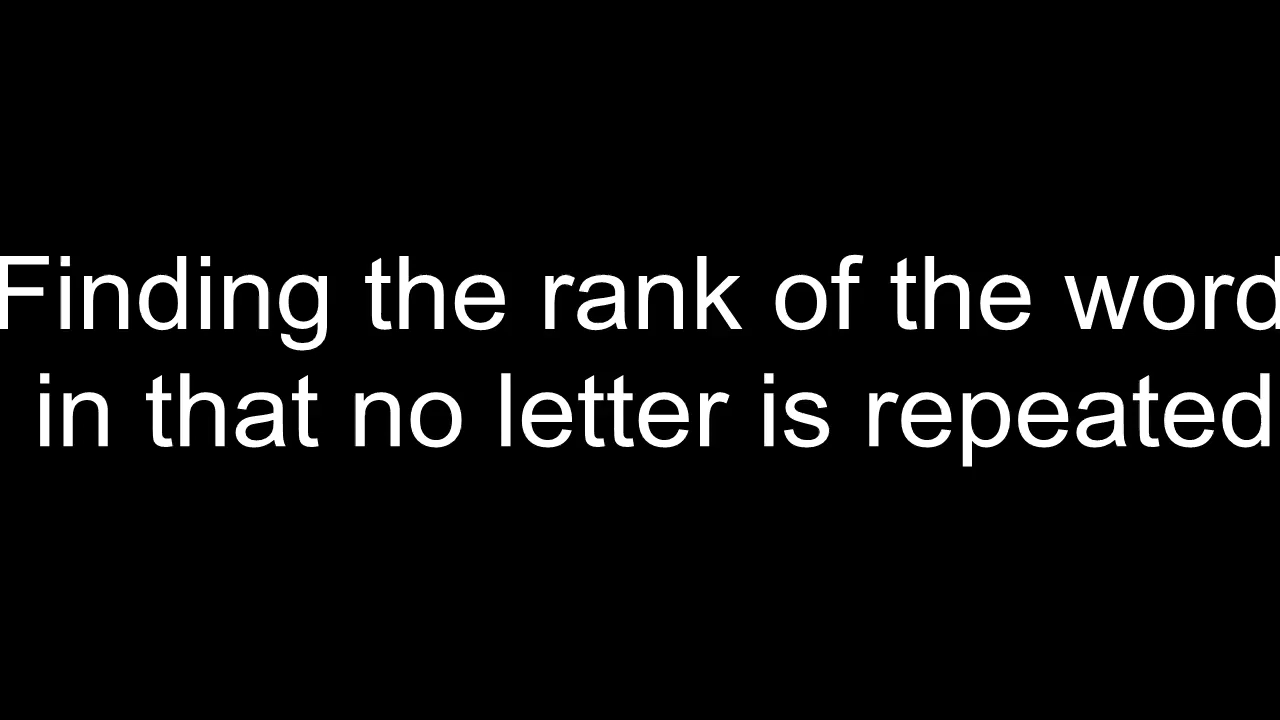 Finding the rank of the word
in that no letter is repeated